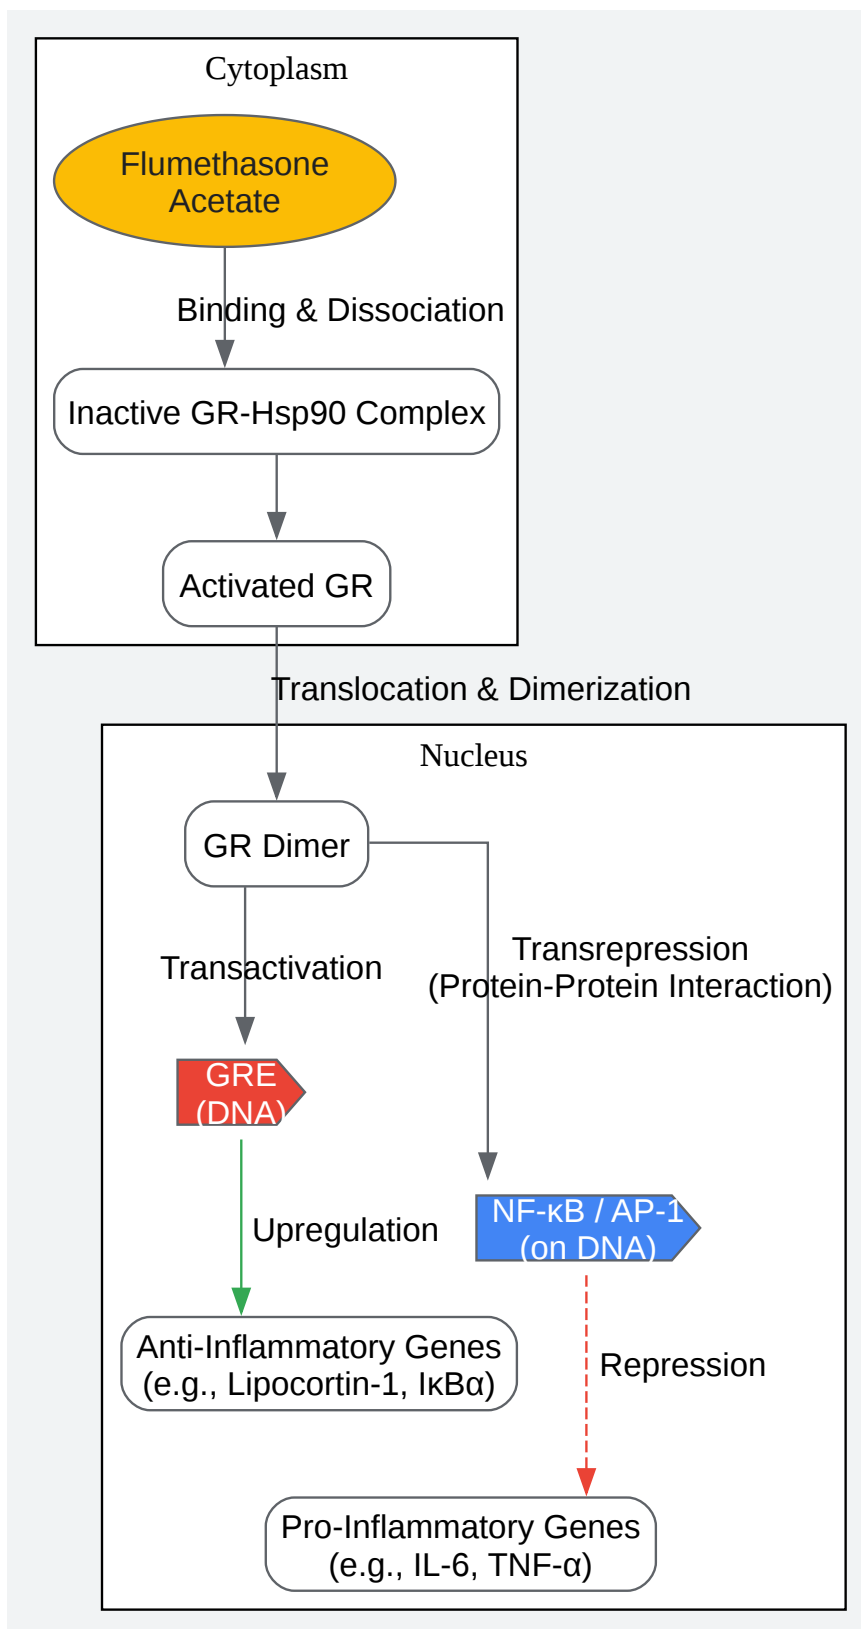 Cytoplasm
Flumethasone
Acetate
Binding & Dissociation
Inactive GR-Hsp90 Complex
Activated GR
Translocation & Dimerization
Nucleus
GR Dimer
Transactivation
Transrepression
(Protein-Protein Interaction)
GRE
(DNA)
Upregulation
NF-κB / AP-1
(on DNA)
Anti-Inflammatory Genes
(e.g., Lipocortin-1, IκBα)
Repression
Pro-Inflammatory Genes
(e.g., IL-6, TNF-α)